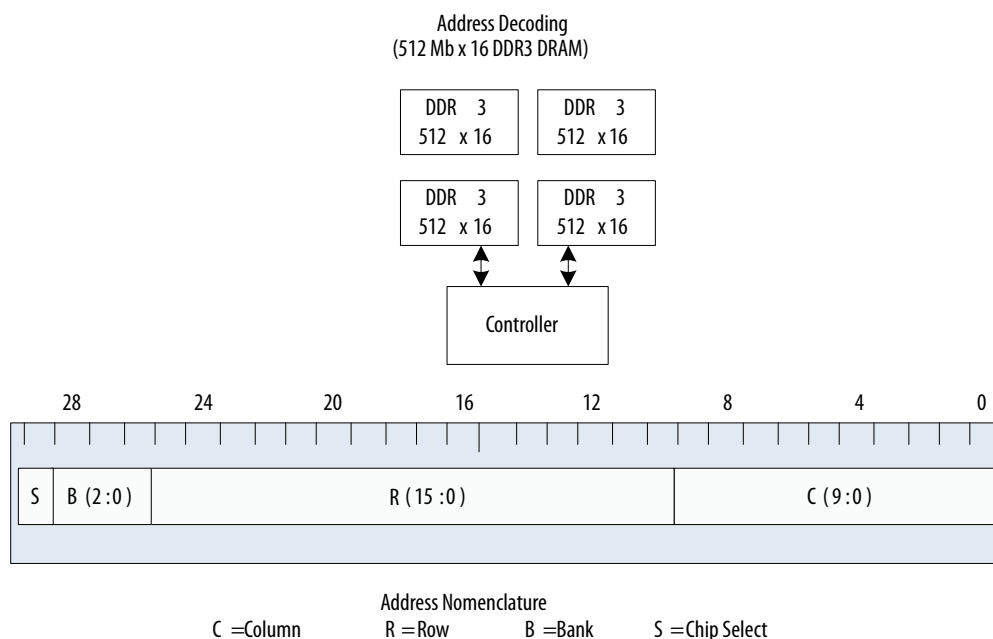 Address Decoding
(512 Mb x 16 DDR3 DRAM)
DDR 3
512 x 16
DDR 3
512 x 16
DDR 3
512 x 16
DDR 3
512 x 16
Controller
28 24 20 16 12 8 4 0
S B (2:0) R (15:0) C (9:0)
Address Nomenclature
C =Column R =Row B =Bank S =Chip Select